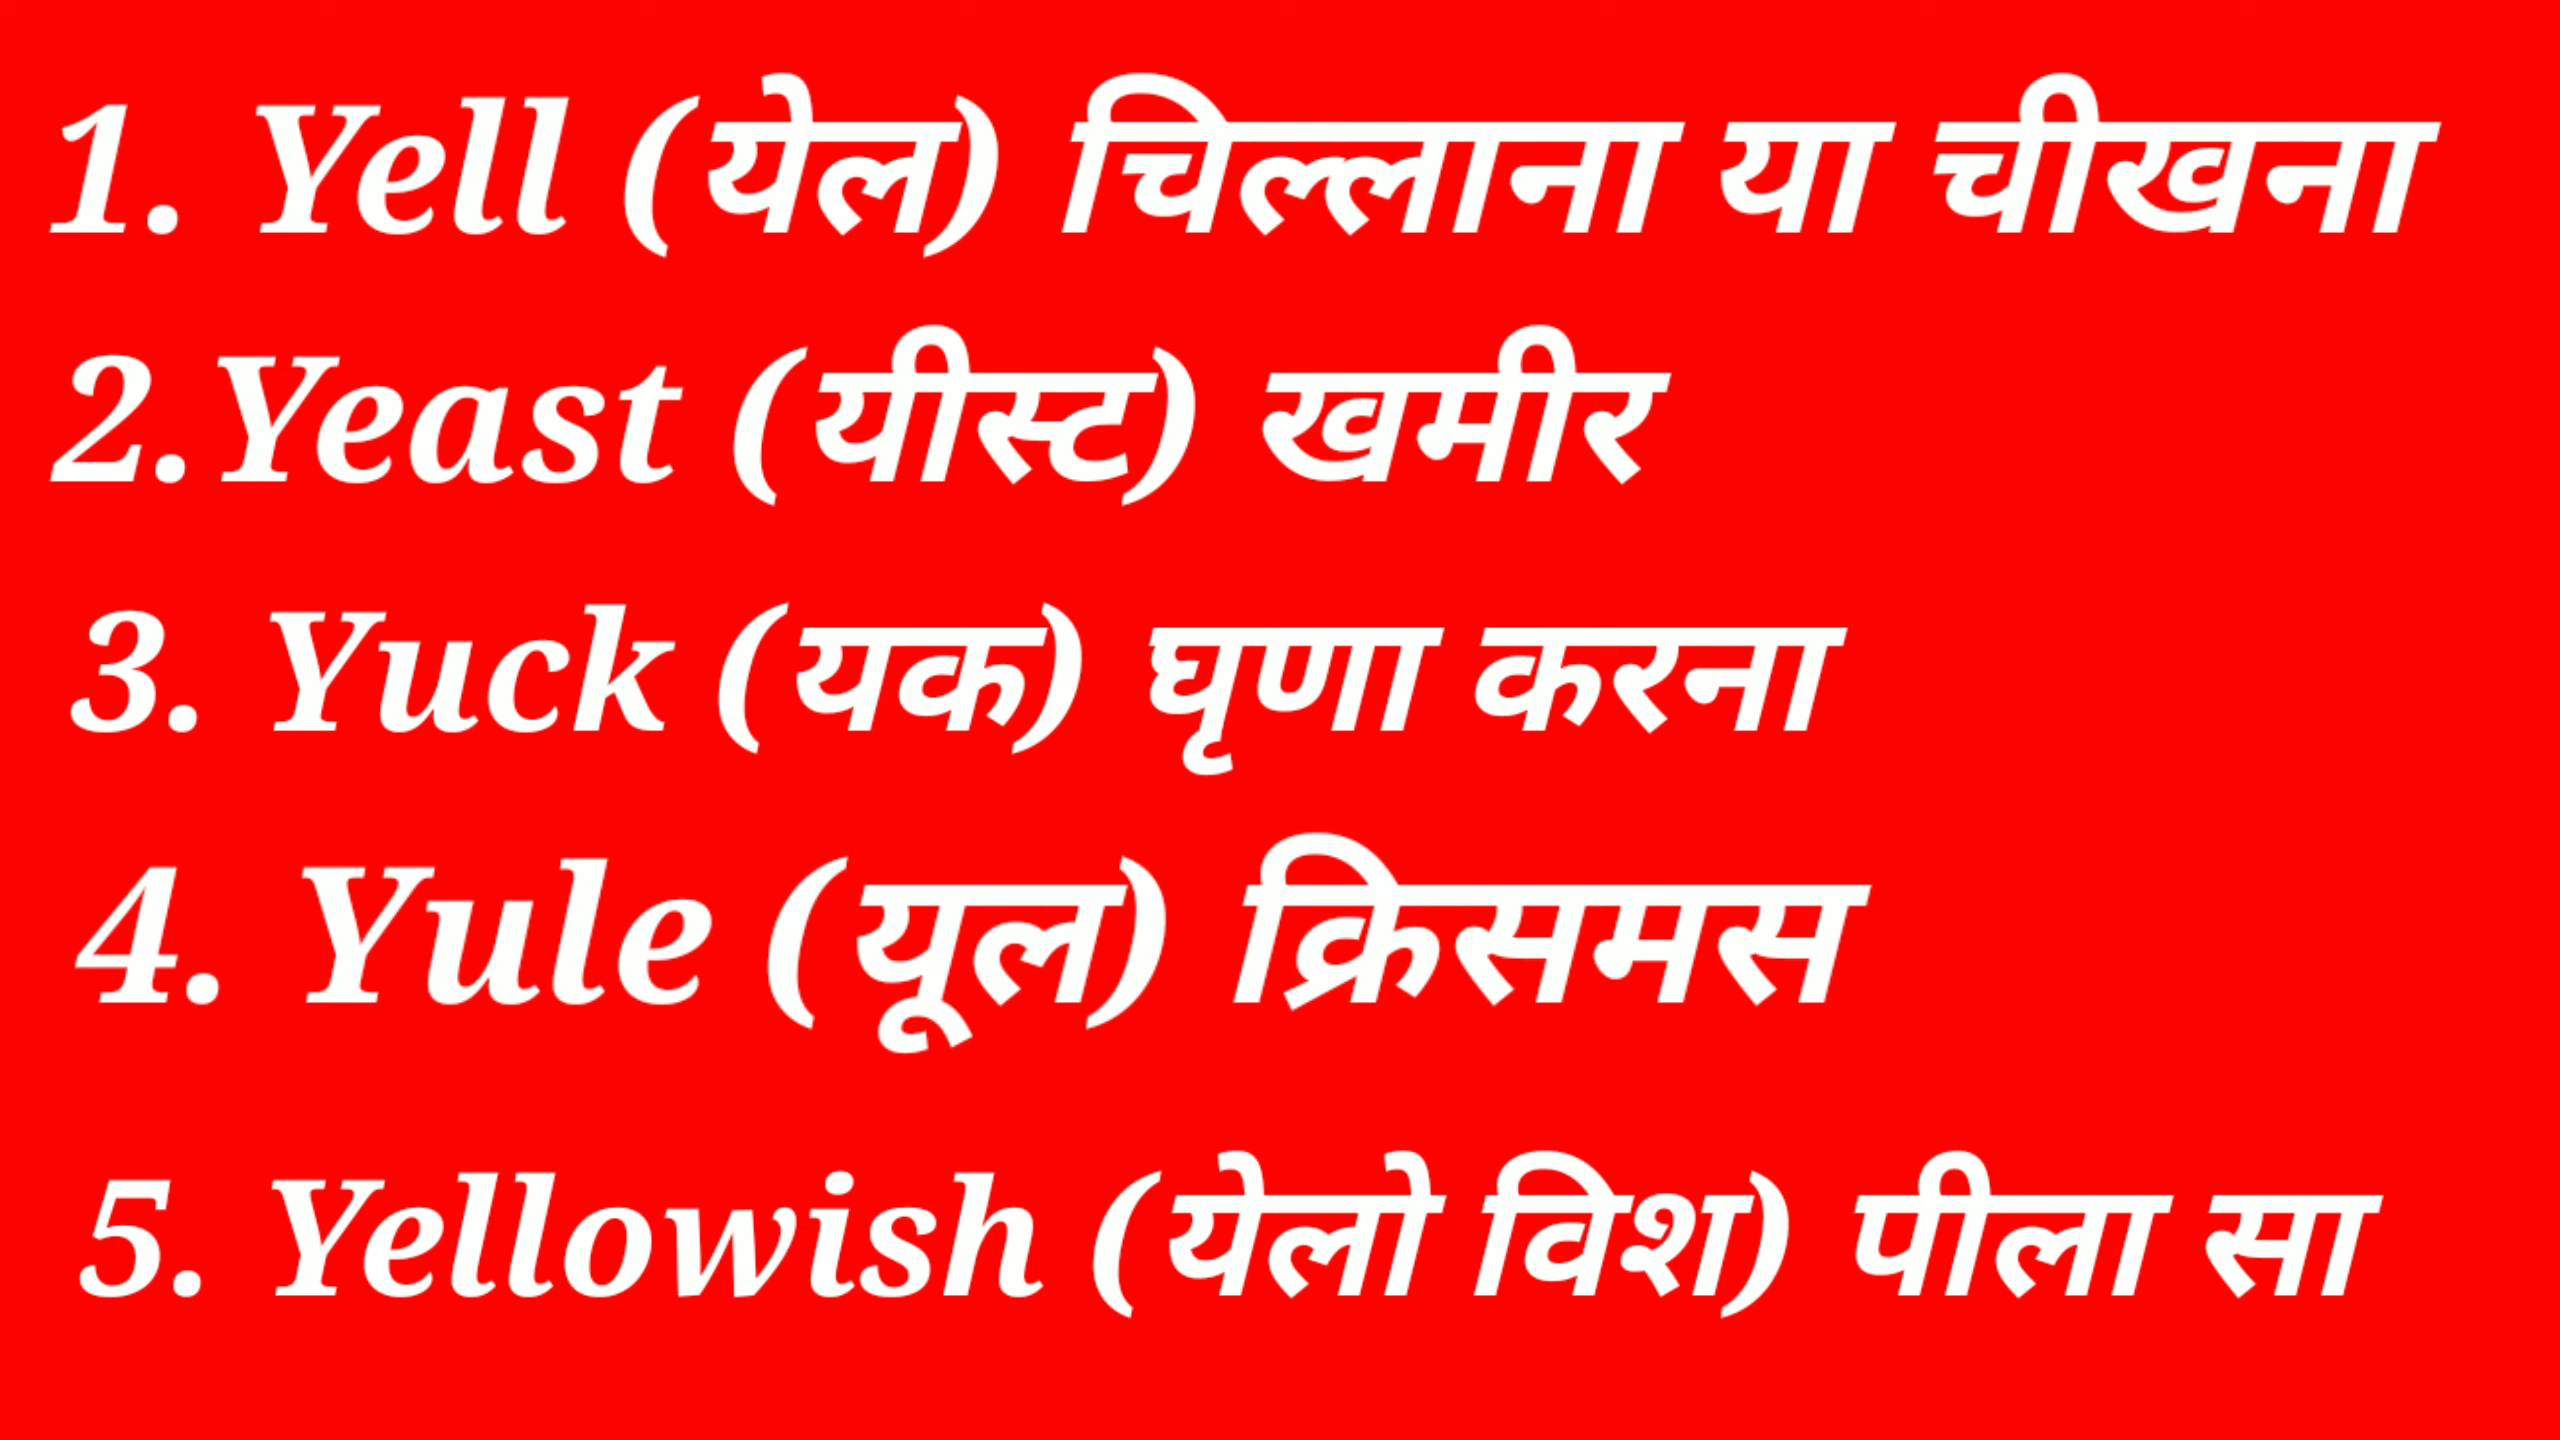 1. Yell (येल) चिल्लाना या चीखना
2.Yeast (यीस्ट) खमीर
3. Yuck (यक) घृणा करना
4. Yule (यूल) क्रिसमस
5. Yellowish (येलो विश) पीला सा